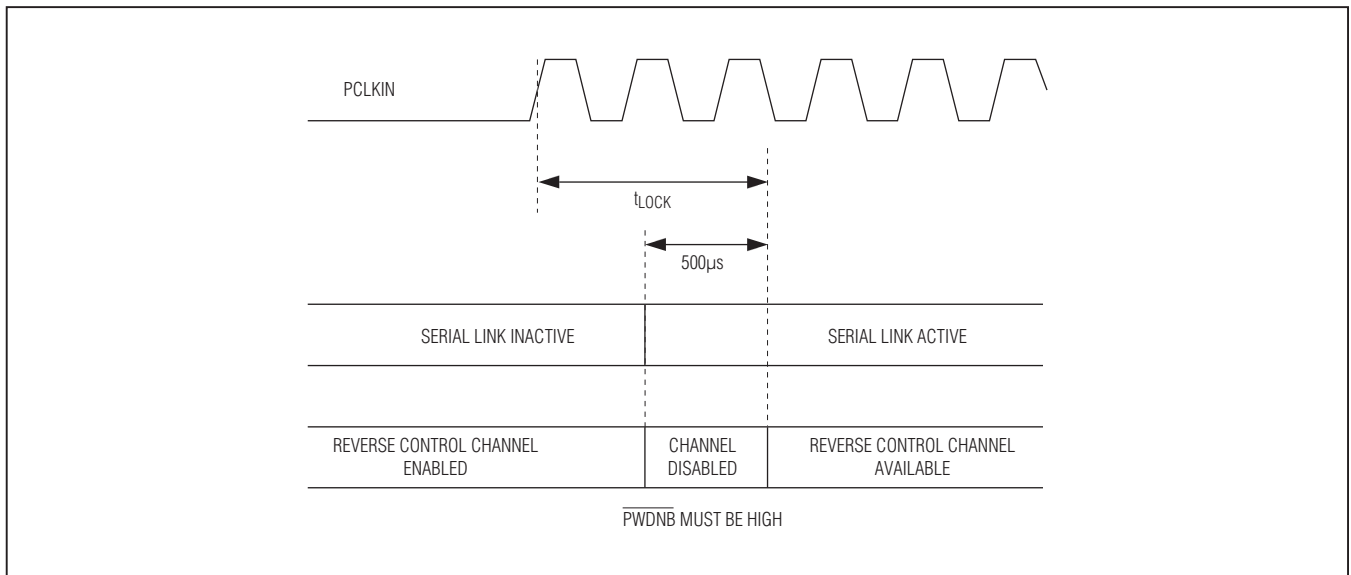 PCLKIN
tLOCK
500µs
SERIAL LINK INACTIVE
SERIAL LINK ACTIVE
REVERSE CONTROL CHANNEL
ENABLED
CHANNEL
DISABLED
REVERSE CONTROL CHANNEL
AVAILABLE
PWDNB MUST BE HIGH